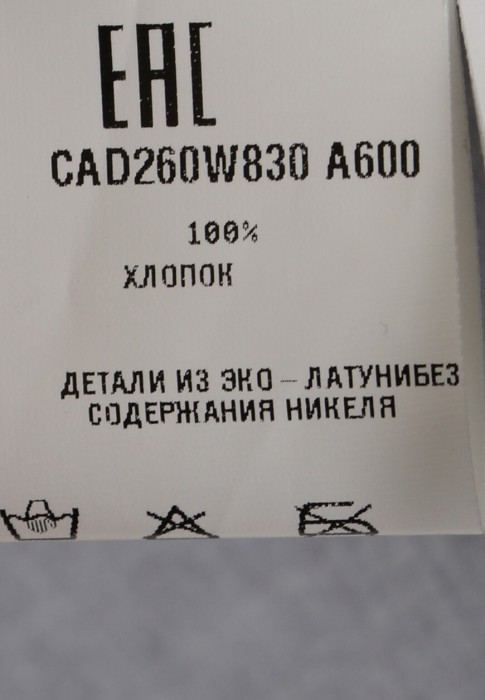 EAC
CAD260W830 A600
100%
ХЛОПОК
ДЕТАЛИ ИЗ ЭКО – ЛАТУНИБЕЗ
СОДЕРЖАНИЯ НИКЕЛЯ